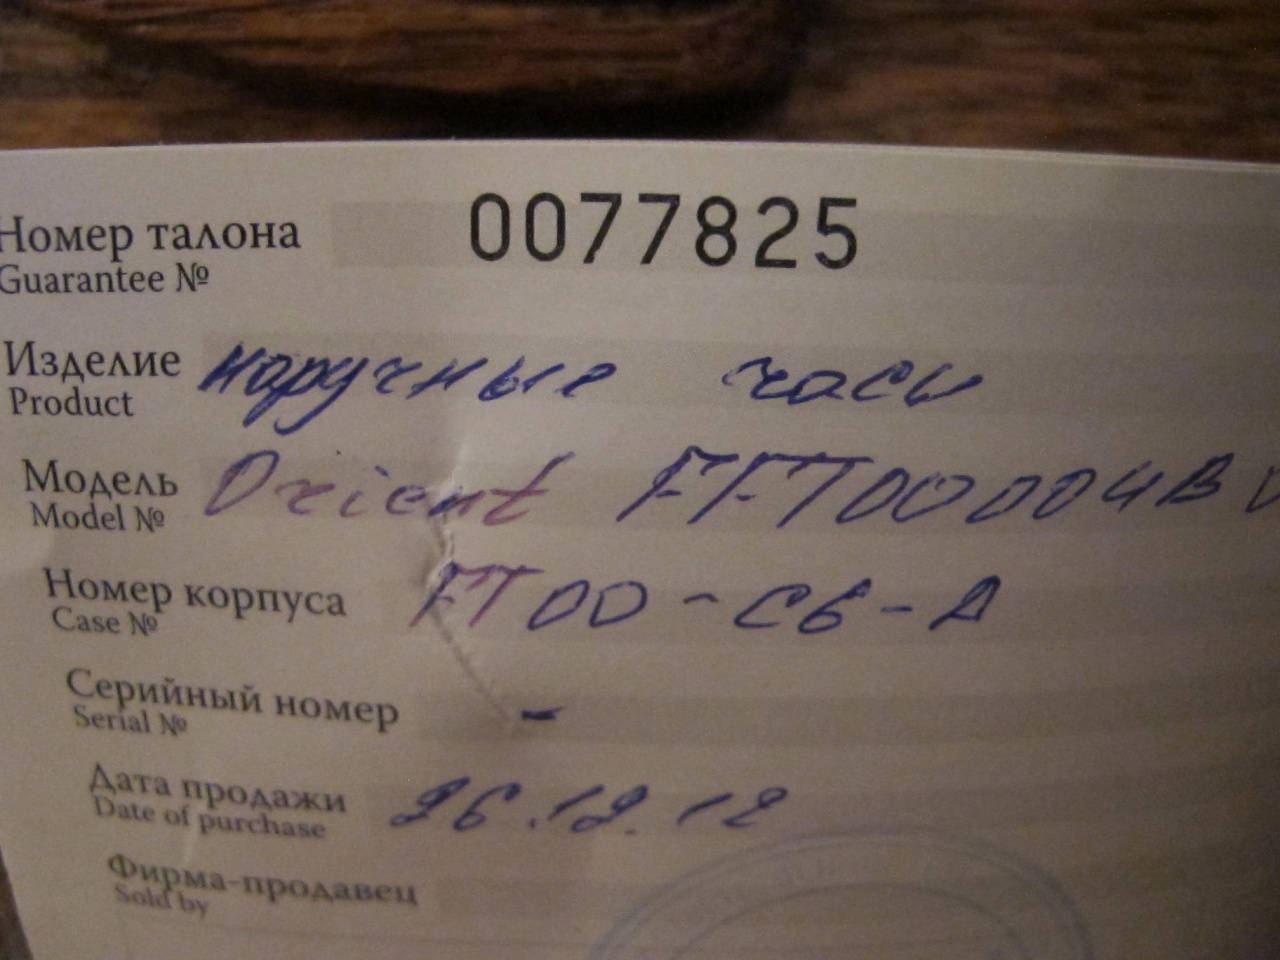 Номер талона 0077825
Guarantee №
Изделие наручные часы
Product
Модель Orient FFT00004B
Model №
Номер корпуса FT00-C6-A
Case №
Серийный номер -
Serial №
Дата продажи 26.12.12
Date of purchase
Фирма-продавец
Sold by